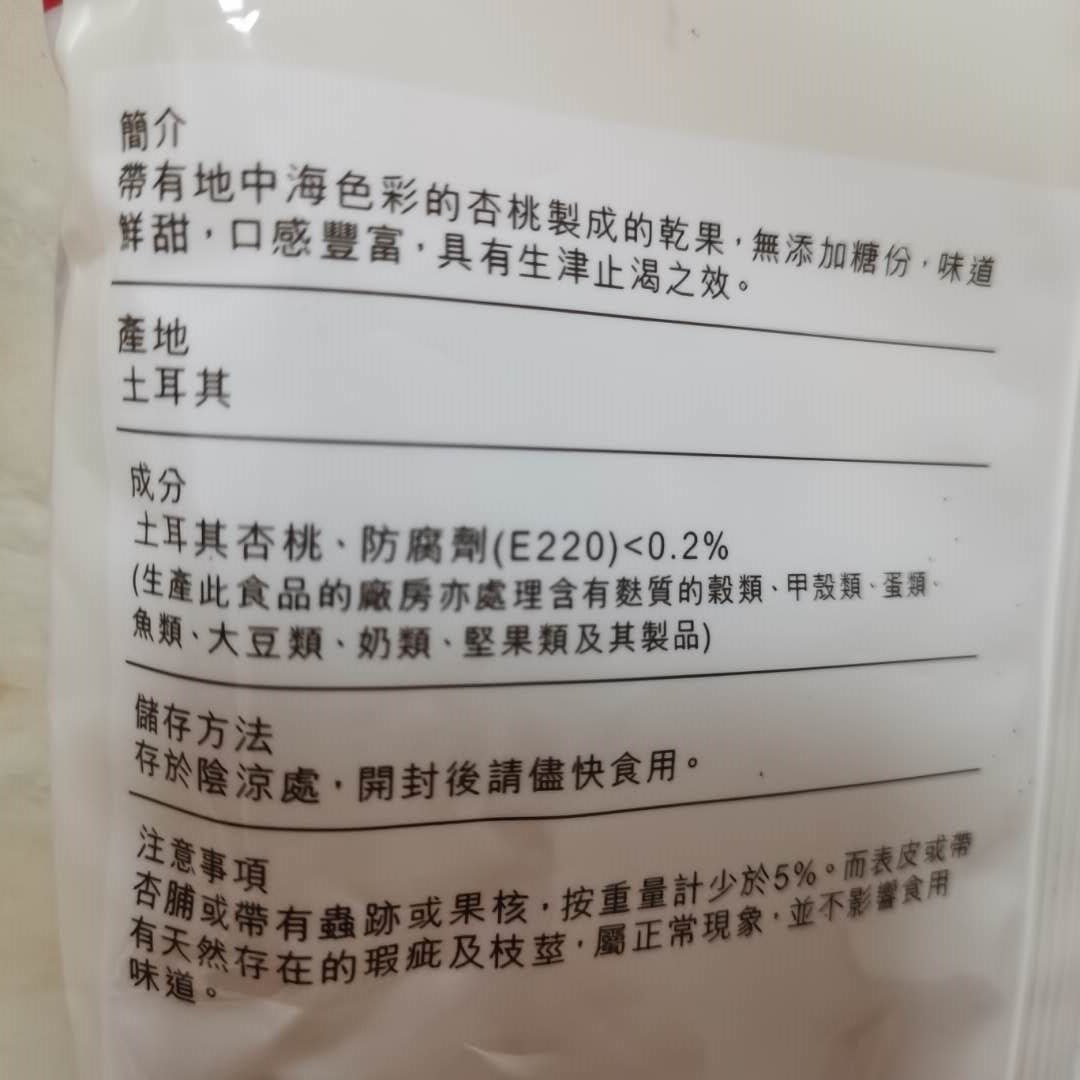 簡介
帶有地中海色彩的杏桃製成的乾果，無添加糖份，味道
鮮甜，口感豐富，具有生津止渴之效。
產地
土耳其
成分
土耳其杏桃、防腐劑(E220)<0.2%
(生產此食品的廠房亦處理含有麩質的穀類、甲殼類、蛋類、
魚類、大豆類、奶類、堅果類及其製品)
儲存方法
存於陰涼處，開封後請儘快食用。
注意事項
杏脯或帶有蟲跡或果核，按重量計少於5%。而表皮或帶
有天然存在的瑕疵及枝莖，屬正常現象，並不影響食用
味道。